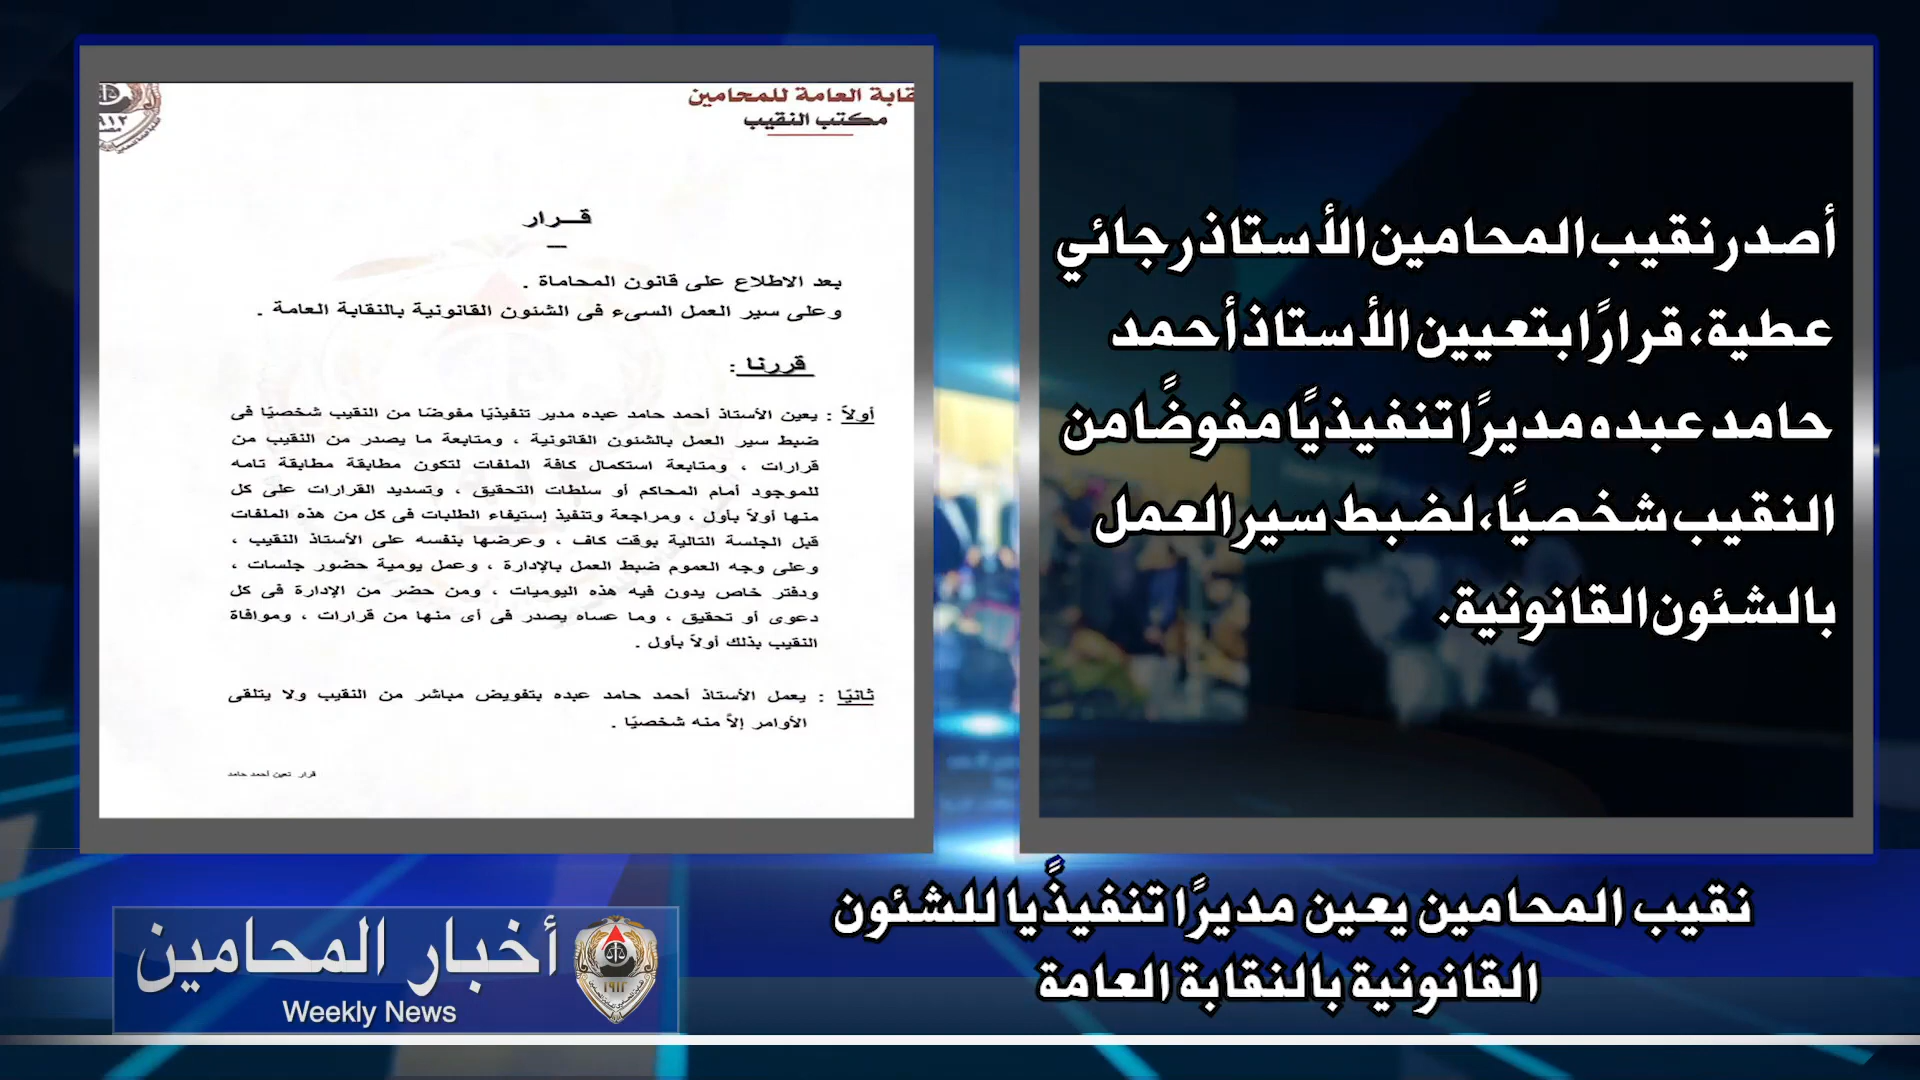 قابة العامة للمحامين
مكتب النقيب
قـــرار
بعد الاطلاع على قانون المحاماة .
وعلى سير العمل السىء فى الشئون القانونية بالنقابة العامة .
قررنا :
أولاً : يعين الأستاذ أحمد حامد عبده مدير تنفيذيًا مفوضًا من النقيب شخصيًا فى
ضبط سير العمل بالشئون القانونية ، ومتابعة ما يصدر من النقيب من
قرارات ، ومتابعة استكمال كافة الملفات لتكون مطابقة مطابقة تامه
للموجود أمام المحاكم أو سلطات التحقيق ، وتسديد القرارات على كل
منها أولاً بأول ، ومراجعة وتنفيذ إستيفاء الطلبات فى كل من هذه الملفات
قبل الجلسة التالية بوقت كاف ، وعرضها بنفسه على الأستاذ النقيب ،
وعلى وجه العموم ضبط العمل بالإدارة ، وعمل يومية حضور جلسات ،
ودفتر خاص يدون فيه هذه اليوميات ، ومن حضر من الإدارة فى كل
دعوى أو تحقيق ، وما عساه يصدر فى أى منها من قرارات ، وموافاة
النقيب بذلك أولاً بأول .
ثانيًا : يعمل الأستاذ أحمد حامد عبده بتفويض مباشر من النقيب ولا يتلقى
الأوامر إلاً منه شخصيًا .
قرار تعين أحمد حامد
أصدر نقيب المحامين الأستاذ رجائي
عطية، قرارًا بتعيين الأستاذ أحمد
حامد عبده مديرًا تنفيذيًا مفوضًا من
النقيب شخصيًا، لضبط سير العمل
بالشئون القانونية.
نقيب المحامين يعين مديرًا تنفيذًيا للشئون
القانونية بالنقابة العامة
أخبار المحامين
Weekly News
١٩١٢